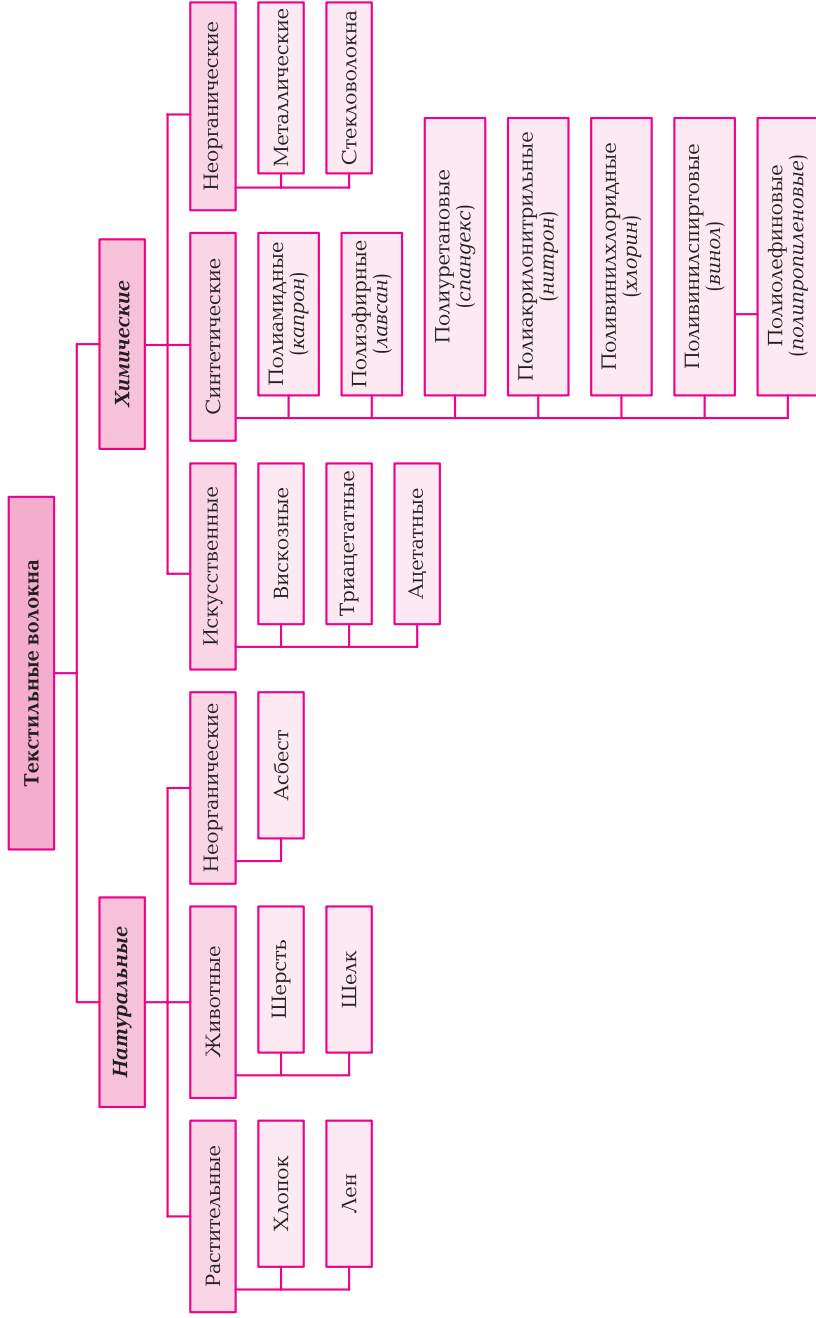 Текстильные волокна
Натуральные
Химические
Растительные
Животные
Неорганические
Искусственные
Синтетические
Неорганические
Хлопок
Лен
Шерсть
Шелк
Асбест
Вискозные
Триацетатные
Ацетатные
Полиамидные
(капрон)
Полиэфирные
(лавсан)
Полиуретановые
(спандекс)
Полиакрилонитрильные
(нитрон)
Поливинилхлоридные
(хлорин)
Поливинилспиртовые
(винол)
Полиолефиновые
(полипропиленовые)
Металлические
Стекловолокна